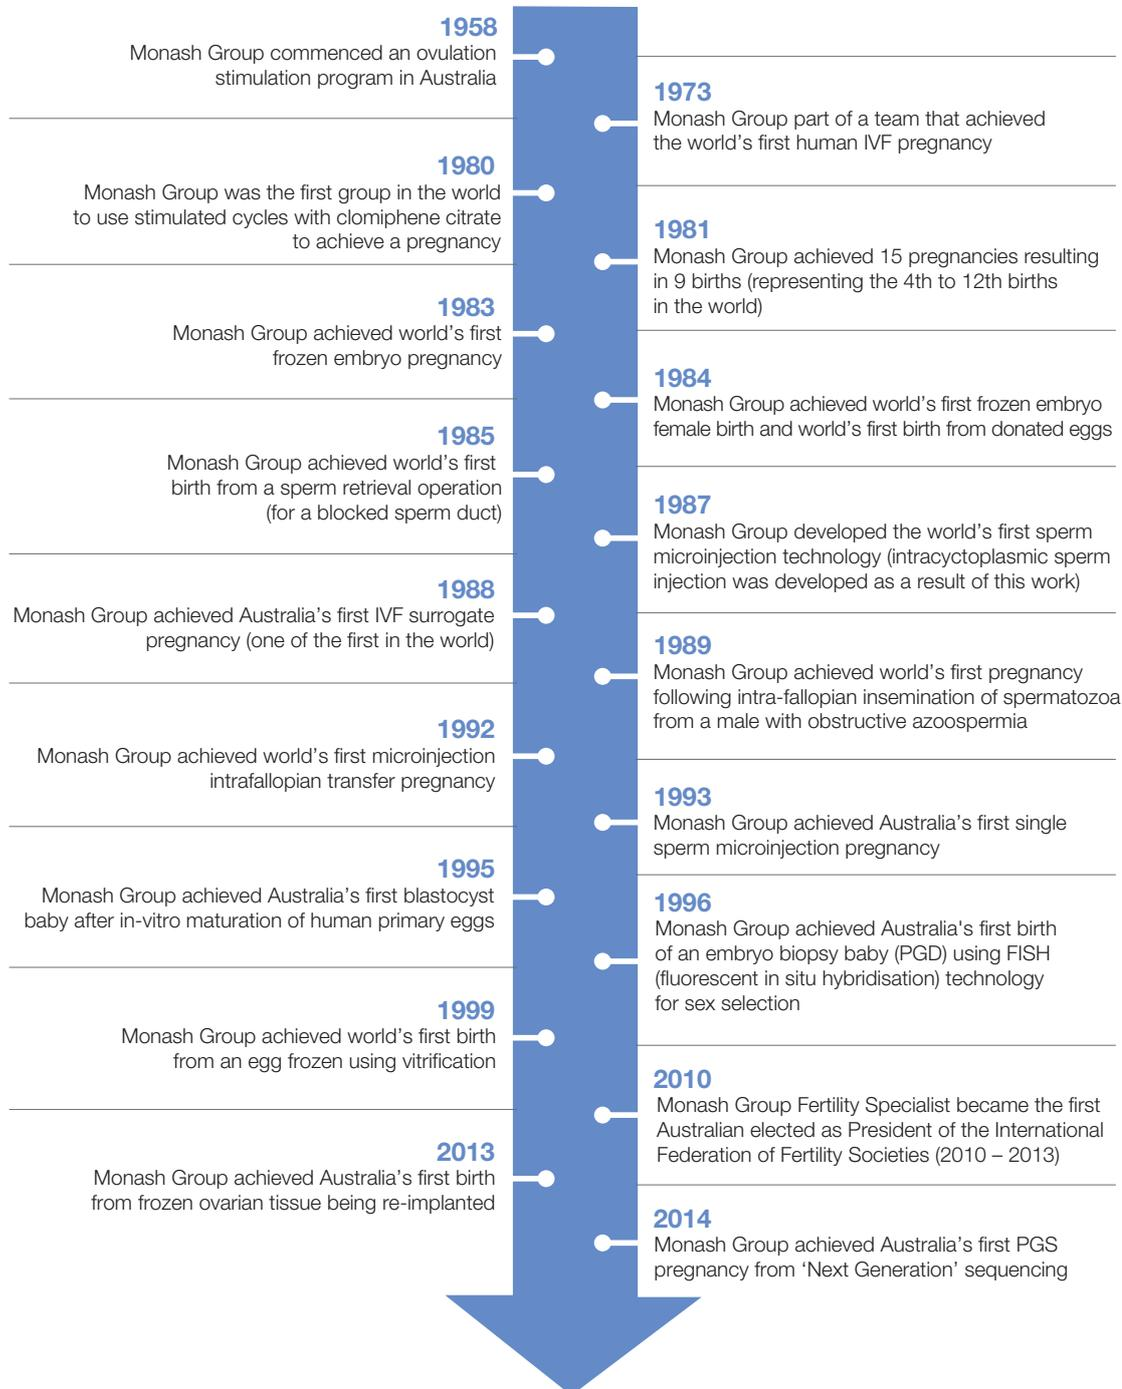 1958
Monash Group commenced an ovulation
stimulation program in Australia
1973
Monash Group part of a team that achieved
the world’s first human IVF pregnancy
1980
Monash Group was the first group in the world
to use stimulated cycles with clomiphene citrate
to achieve a pregnancy
1981
Monash Group achieved 15 pregnancies resulting
in 9 births (representing the 4th to 12th births
in the world)
1983
Monash Group achieved world’s first
frozen embryo pregnancy
1984
Monash Group achieved world’s first frozen embryo
female birth and world’s first birth from donated eggs
1985
Monash Group achieved world’s first
birth from a sperm retrieval operation
(for a blocked sperm duct)
1987
Monash Group developed the world’s first sperm
microinjection technology (intracyctoplasmic sperm
injection was developed as a result of this work)
1988
Monash Group achieved Australia’s first IVF surrogate
pregnancy (one of the first in the world)
1989
Monash Group achieved world’s first pregnancy
following intra-fallopian insemination of spermatozoa
from a male with obstructive azoospermia
1992
Monash Group achieved world’s first microinjection
intrafallopian transfer pregnancy
1993
Monash Group achieved Australia’s first single
sperm microinjection pregnancy
1995
Monash Group achieved Australia’s first blastocyst
baby after in-vitro maturation of human primary eggs
1996
Monash Group achieved Australia's first birth
of an embryo biopsy baby (PGD) using FISH
(fluorescent in situ hybridisation) technology
for sex selection
1999
Monash Group achieved world’s first birth
from an egg frozen using vitrification
2010
Monash Group Fertility Specialist became the first
Australian elected as President of the International
Federation of Fertility Societies (2010 – 2013)
2013
Monash Group achieved Australia’s first birth
from frozen ovarian tissue being re-implanted
2014
Monash Group achieved Australia’s first PGS
pregnancy from ‘Next Generation’ sequencing